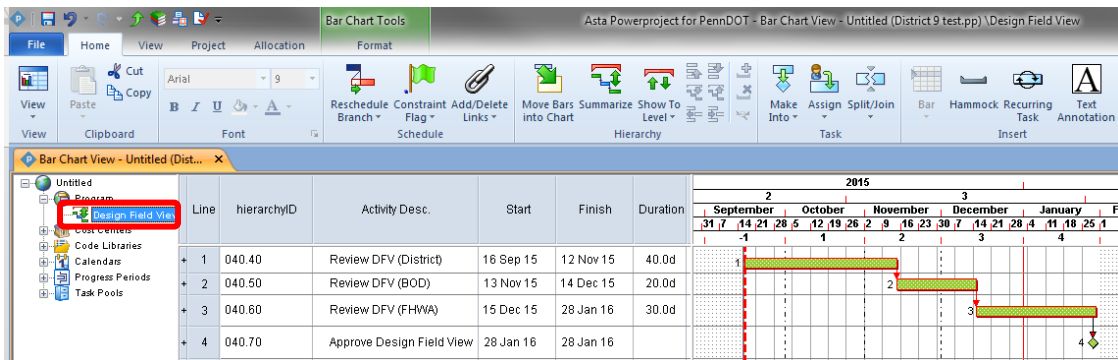 Bar Chart Tools
Asta Powerproject for PennDOT - Bar Chart View - Untitled (District 9 test.pp) \Design Field View
File Home View Project Allocation Format
Cut
Copy
Paste
Arial 9
B I U A
View
Reschedule Branch
Constraint Flag
Add/Delete Links
Move Bars into Chart
Summarize
Show To Level
Make Into
Assign
Split/Join
Bar
Hammock
Recurring Task
Text Annotation
View Clipboard Font Schedule Hierarchy Task Insert
Bar Chart View - Untitled (Dist...
Untitled
Program
Design Field View
Cost Centers
Code Libraries
Calendars
Progress Periods
Task Pools
Line hierarchyID Activity Desc. Start Finish Duration
2015
2 3
September October November December January F
31 7 14 21 28 5 12 19 26 2 9 16 23 30 7 14 21 28 4 11 18 25 1
-1 1 2 3 4
+ 1 040.40 Review DFV (District) 16 Sep 15 12 Nov 15 40.0d 1
+ 2 040.50 Review DFV (BOD) 13 Nov 15 14 Dec 15 20.0d 2
+ 3 040.60 Review DFV (FHWA) 15 Dec 15 28 Jan 16 30.0d 3
+ 4 040.70 Approve Design Field View 28 Jan 16 28 Jan 16 4